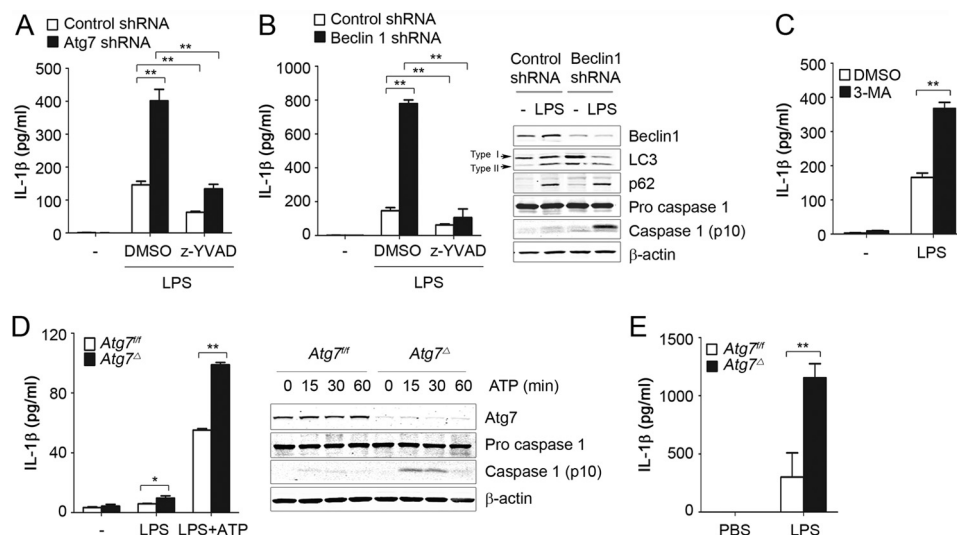 A
Control shRNA
Atg7 shRNA
**
**
**
IL-1β (pg/ml)
500
400
300
200
100
0
-
DMSO
z-YVAD
LPS
B
Control shRNA
Beclin 1 shRNA
**
**
**
IL-1β (pg/ml)
1000
800
600
400
200
0
-
DMSO
z-YVAD
LPS
Control Beclin1
shRNA shRNA
- LPS - LPS
Beclin1
Type I
LC3
Type II
p62
Pro caspase 1
Caspase 1 (p10)
β-actin
C
DMSO
3-MA
**
IL-1β (pg/ml)
500
400
300
200
100
0
-
LPS
D
Atg7f/f
Atg7Δ
**
*
IL-1β (pg/ml)
120
80
40
0
-
LPS
LPS+ATP
Atg7f/f Atg7Δ
0 15 30 60 0 15 30 60 ATP (min)
Atg7
Pro caspase 1
Caspase 1 (p10)
β-actin
E
Atg7f/f
Atg7Δ
**
IL-1β (pg/ml)
1500
1000
500
0
PBS
LPS